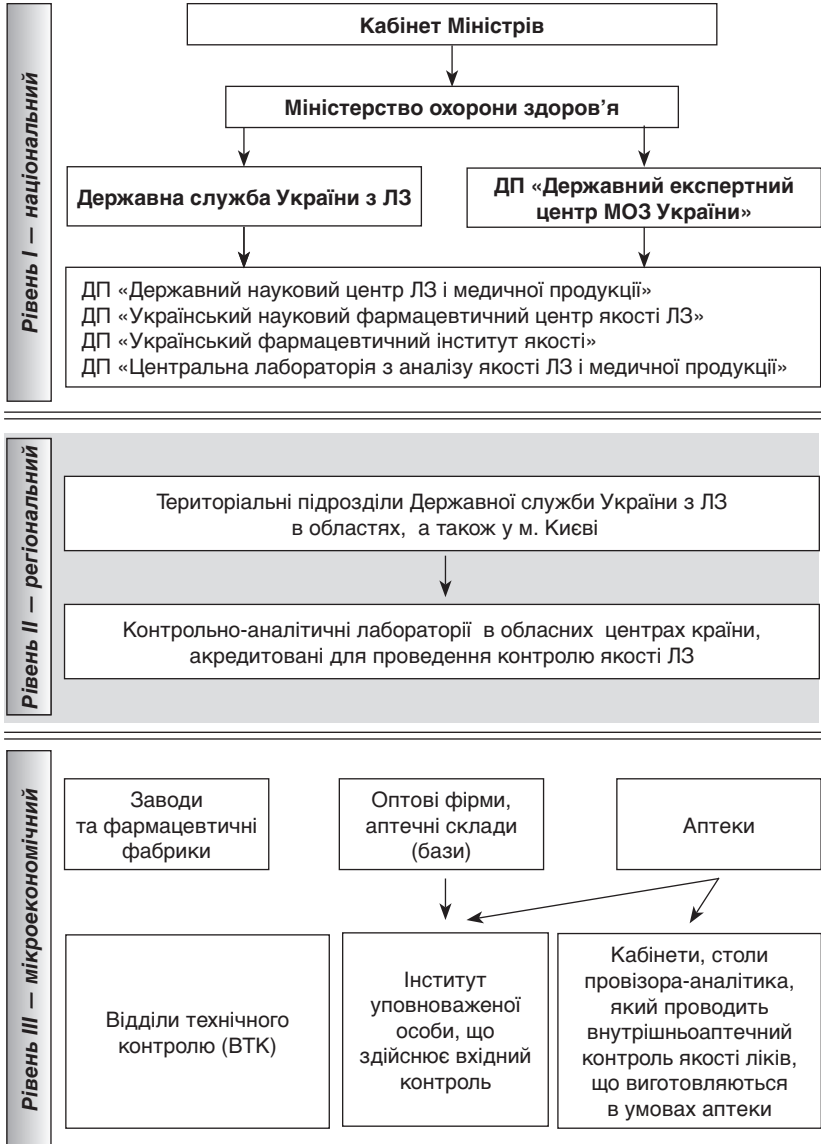 Рівень I — національний
Кабінет Міністрів
Міністерство охорони здоров’я
Державна служба України з ЛЗ
ДП «Державний експертний
центр МОЗ України»
ДП «Державний науковий центр ЛЗ і медичної продукції»
ДП «Український науковий фармацевтичний центр якості ЛЗ»
ДП «Український фармацевтичний інститут якості»
ДП «Центральна лабораторія з аналізу якості ЛЗ і медичної продукції»
Рівень II — регіональний
Територіальні підрозділи Державної служби України з ЛЗ
в областях, а також у м. Києві
Контрольно-аналітичні лабораторії в обласних центрах країни,
акредитовані для проведення контролю якості ЛЗ
Рівень III — мікроекономічний
Заводи
та фармацевтичні
фабрики
Оптові фірми,
аптечні склади
(бази)
Аптеки
Відділи технічного
контролю (ВТК)
Інститут
уповноваженої
особи, що
здійснює вхідний
контроль
Кабінети, столи
провізора-аналітика,
який проводить
внутрішньоаптечний
контроль якості ліків,
що виготовляються
в умовах аптеки